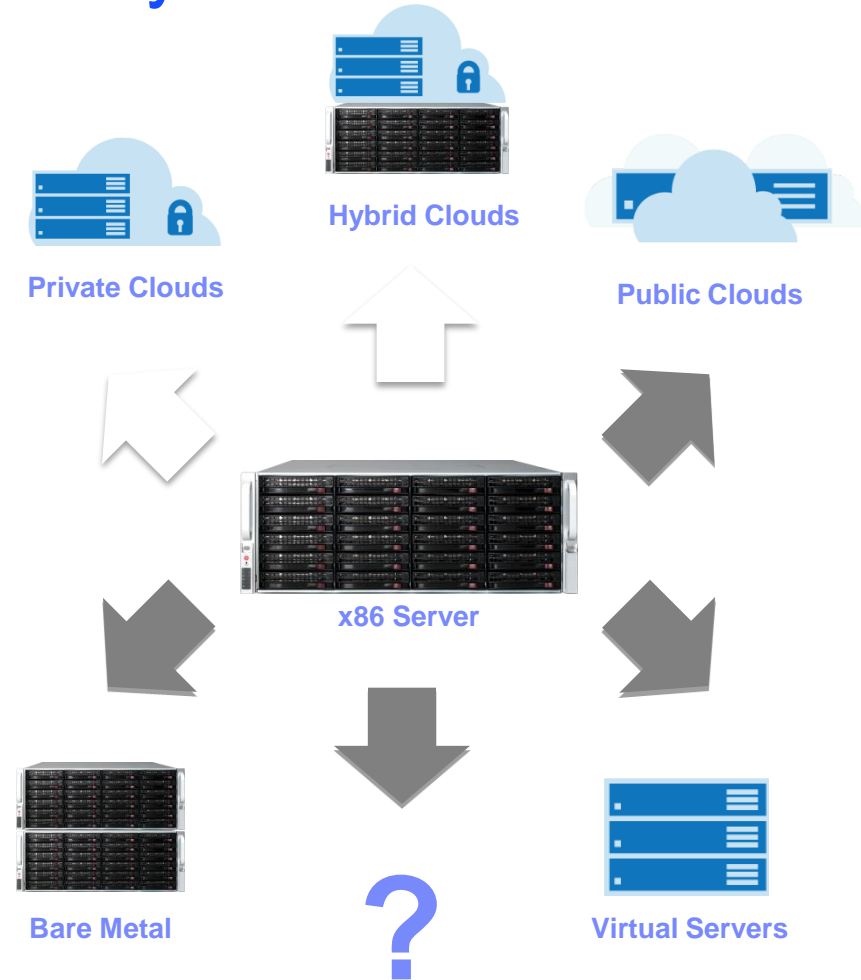 Hybrid Clouds
Private Clouds
Public Clouds
x86 Server
?
Bare Metal
Virtual Servers